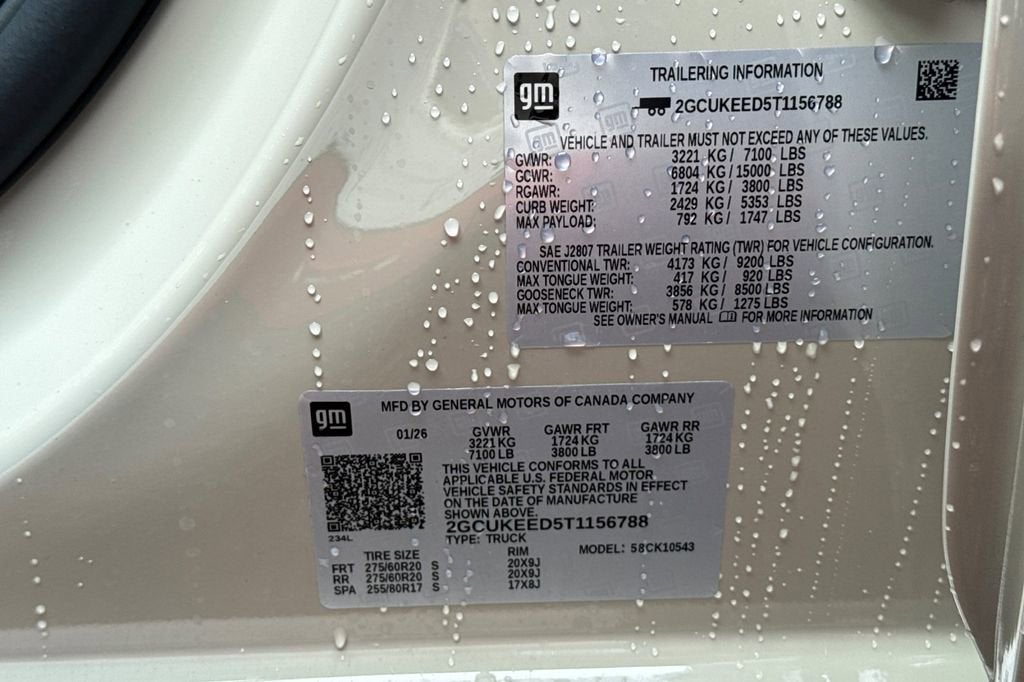 gm
TRAILERING INFORMATION
2GCUKEED5T1156788
VEHICLE AND TRAILER MUST NOT EXCEED ANY OF THESE VALUES.
GVWR: 3221 KG / 7100 LBS
GCWR: 6804 KG / 15000 LBS
RGAWR: 1724 KG / 3800 LBS
CURB WEIGHT: 2429 KG / 5353 LBS
MAX PAYLOAD: 792 KG / 1747 LBS
SAE J2807 TRAILER WEIGHT RATING (TWR) FOR VEHICLE CONFIGURATION.
CONVENTIONAL TWR: 4173 KG / 9200 LBS
MAX TONGUE WEIGHT: 417 KG / 920 LBS
GOOSENECK TWR: 3856 KG / 8500 LBS
MAX TONGUE WEIGHT: 578 KG / 1275 LBS
SEE OWNER'S MANUAL FOR MORE INFORMATION
gm
MFD BY GENERAL MOTORS OF CANADA COMPANY
01/26 GVWR GAWR FRT GAWR RR
3221 KG 1724 KG 1724 KG
7100 LB 3800 LB 3800 LB
THIS VEHICLE CONFORMS TO ALL
APPLICABLE U.S. FEDERAL MOTOR
VEHICLE SAFETY STANDARDS IN EFFECT
ON THE DATE OF MANUFACTURE
SHOWN ABOVE.
2GCUKEED5T1156788
234L
TYPE: TRUCK
MODEL: 58CK10543
TIRE SIZE RIM
FRT 275/60R20 S 20X9J
RR 275/60R20 S 20X9J
SPA 255/80R17 S 17X8J